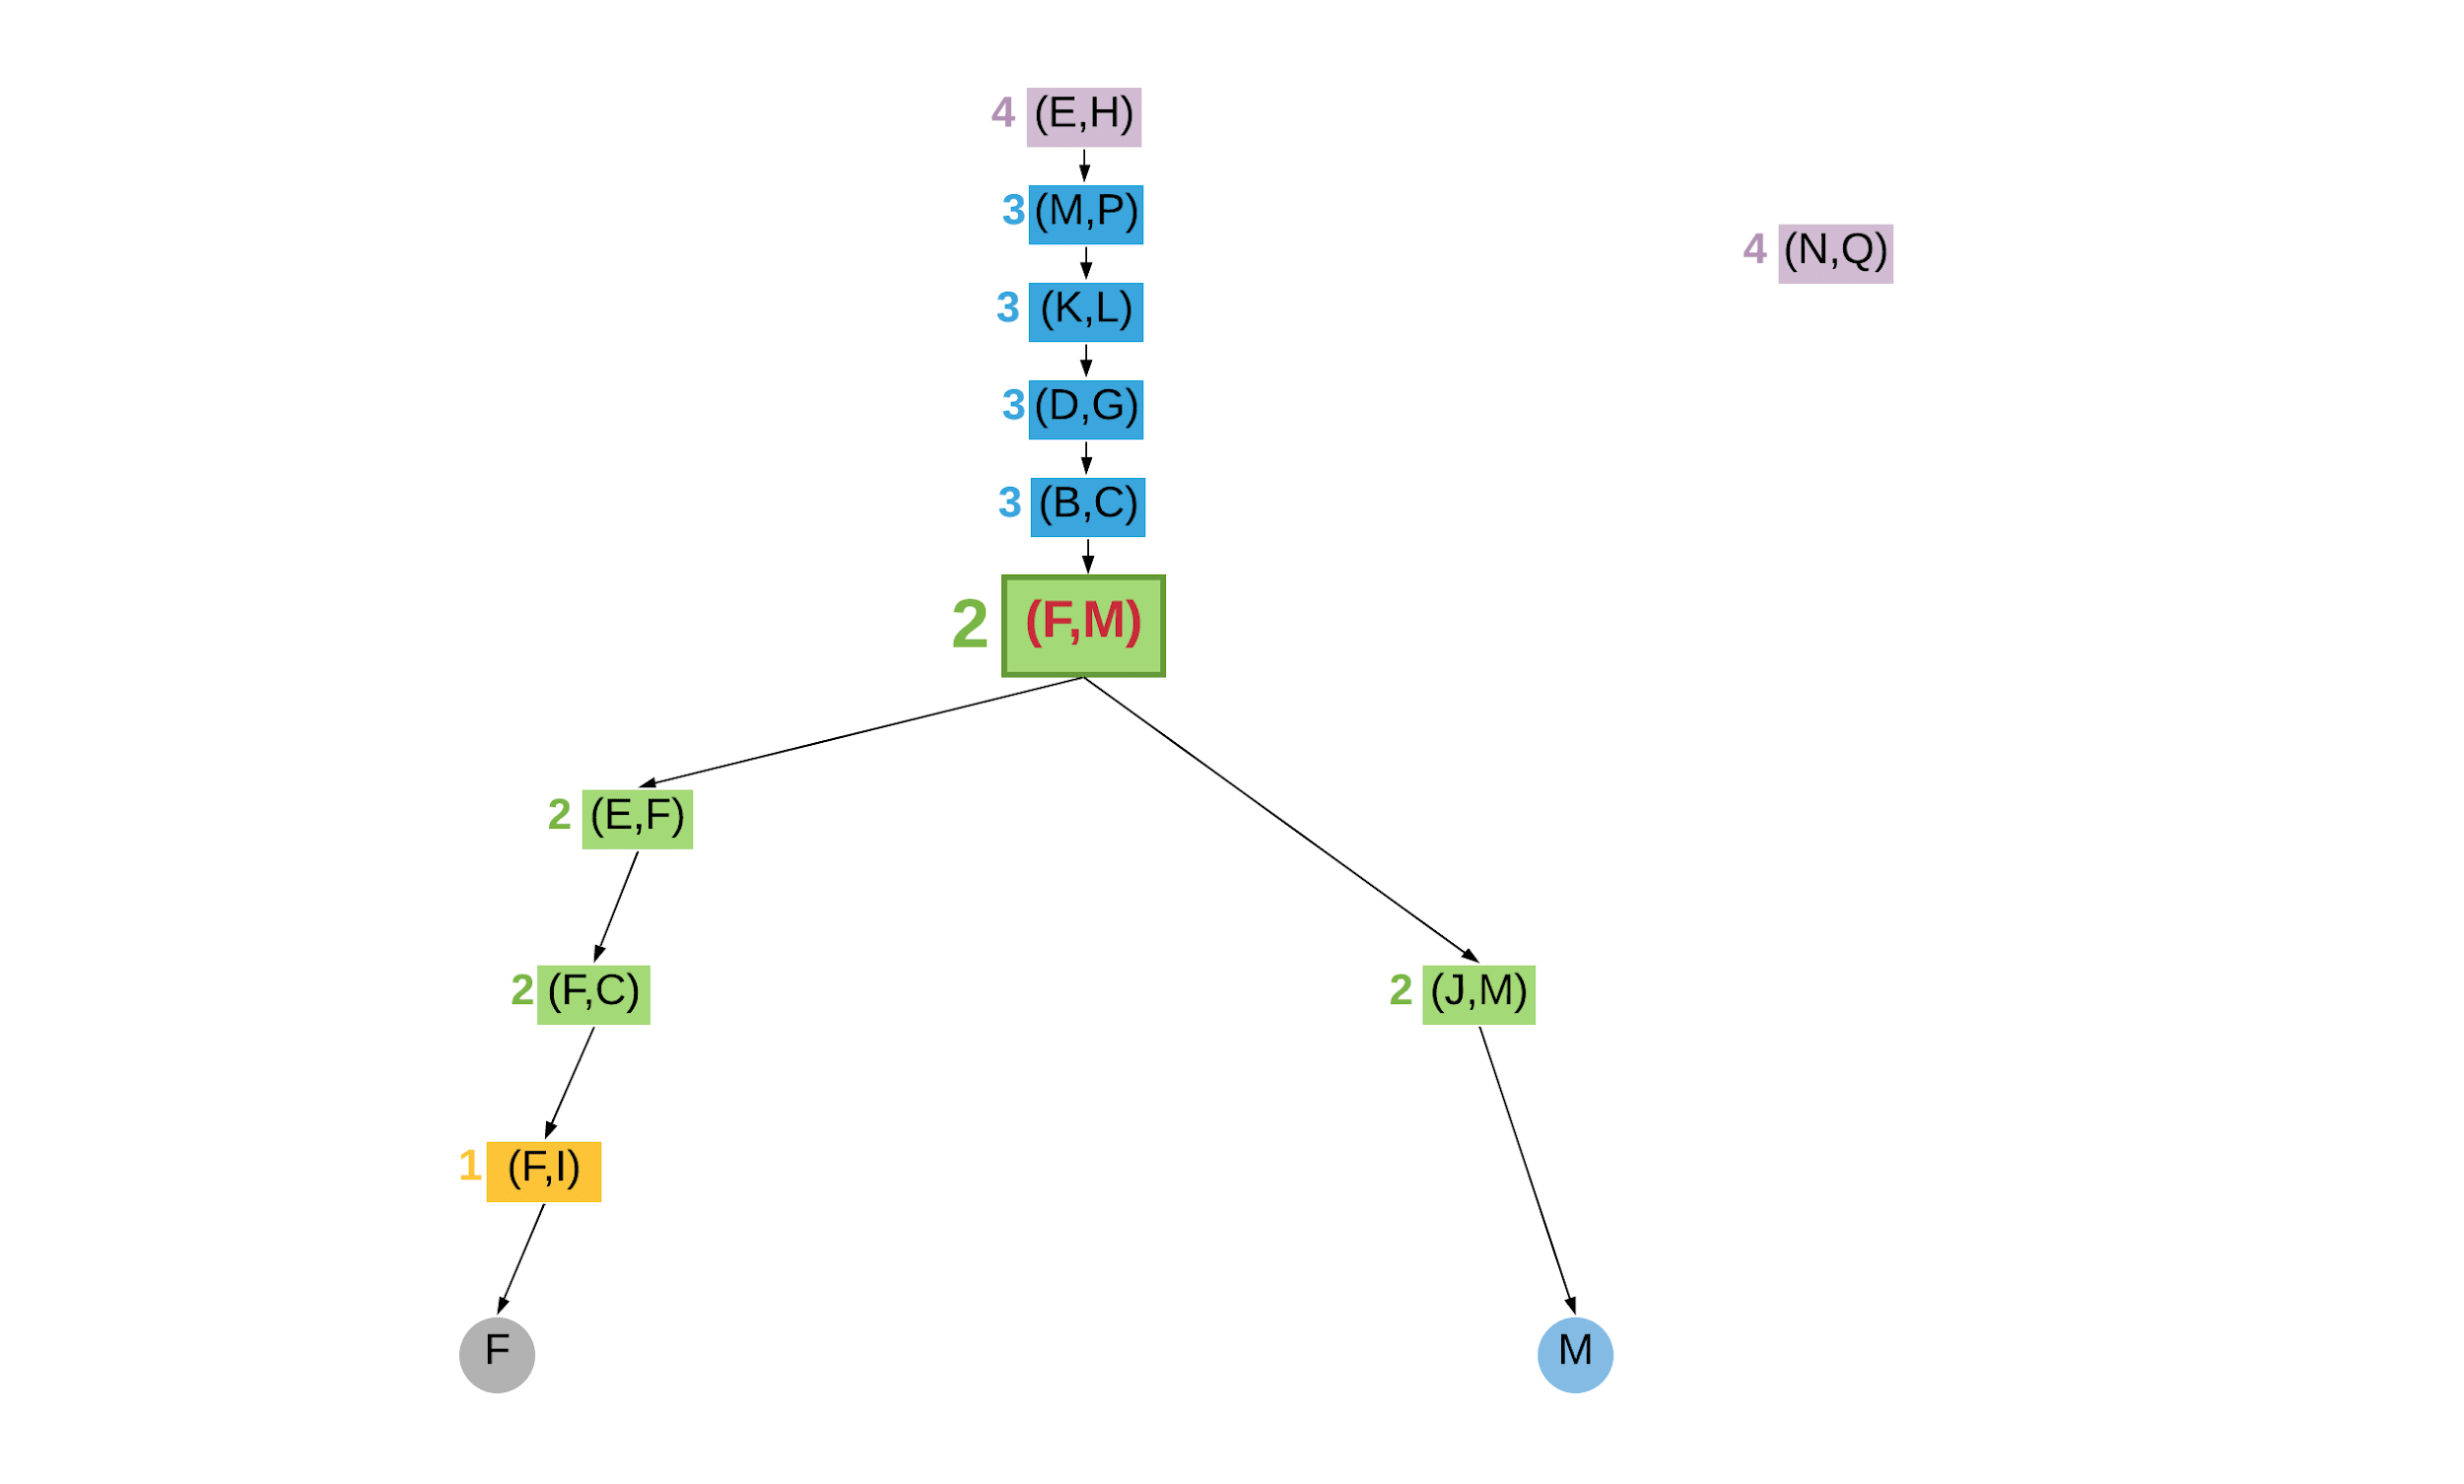 4 (E,H)
3 (M,P)
4 (N,Q)
3 (K,L)
3 (D,G)
3 (B,C)
2 (F,M)
2 (E,F)
2 (F,C)
2 (J,M)
1 (F,I)
F
M